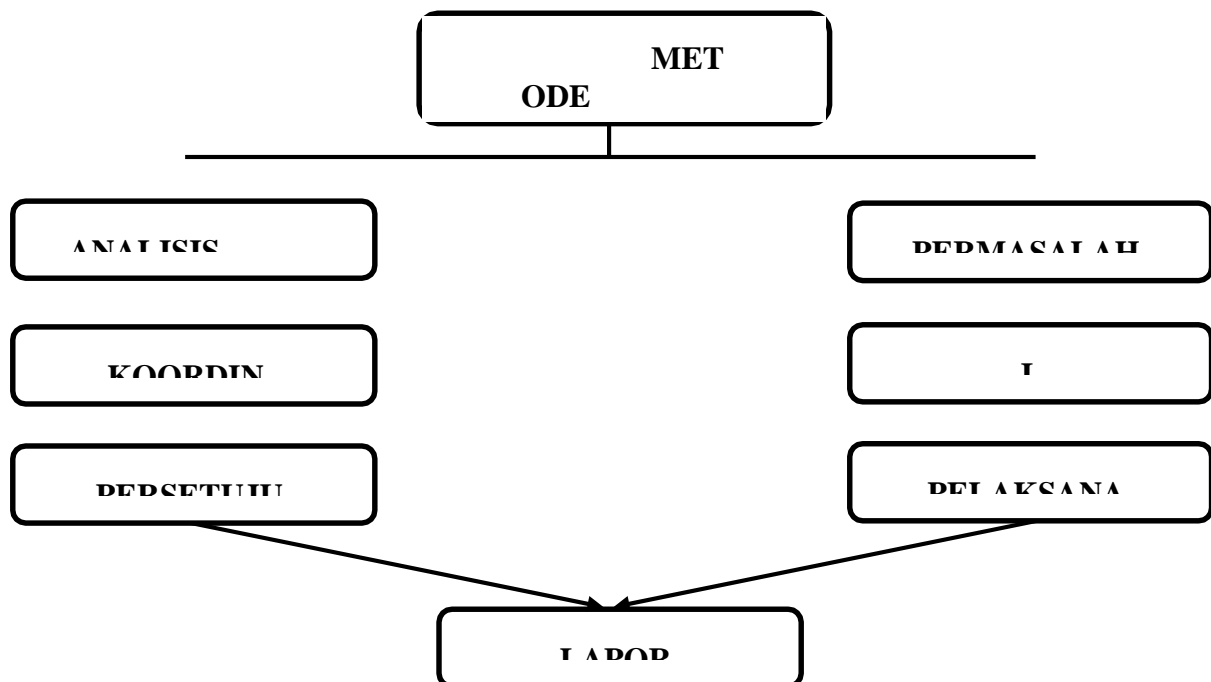 MET
ODE
ANALISIS
PERMASALAH
KOORDIN
PERSETUJU
PELAKSANA
LAPOR